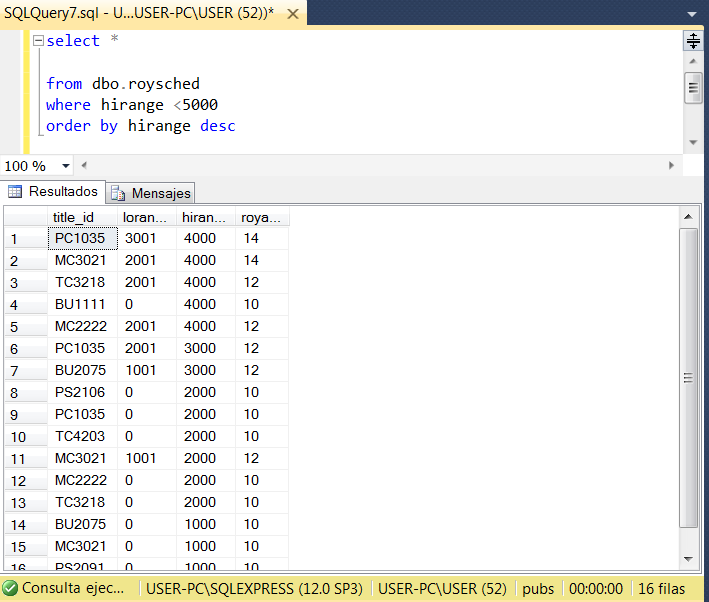 SQLQuery7.sql - U...USER-PC\USER (52))*
select *
from dbo.roysched
where hirange <5000
order by hirange desc
100 %
Resultados Mensajes
title_id loran... hiran... roya...
1 PC1035 3001 4000 14
2 MC3021 2001 4000 14
3 TC3218 2001 4000 12
4 BU1111 0 4000 10
5 MC2222 2001 4000 12
6 PC1035 2001 3000 12
7 BU2075 1001 3000 12
8 PS2106 0 2000 10
9 PC1035 0 2000 10
10 TC4203 0 2000 10
11 MC3021 1001 2000 12
12 MC2222 0 2000 10
13 TC3218 0 2000 10
14 BU2075 0 1000 10
15 MC3021 0 1000 10
16 PS2091 0 1000 10
Consulta ejec... USER-PC\SQLEXPRESS (12.0 SP3) USER-PC\USER (52) pubs 00:00:00 16 filas